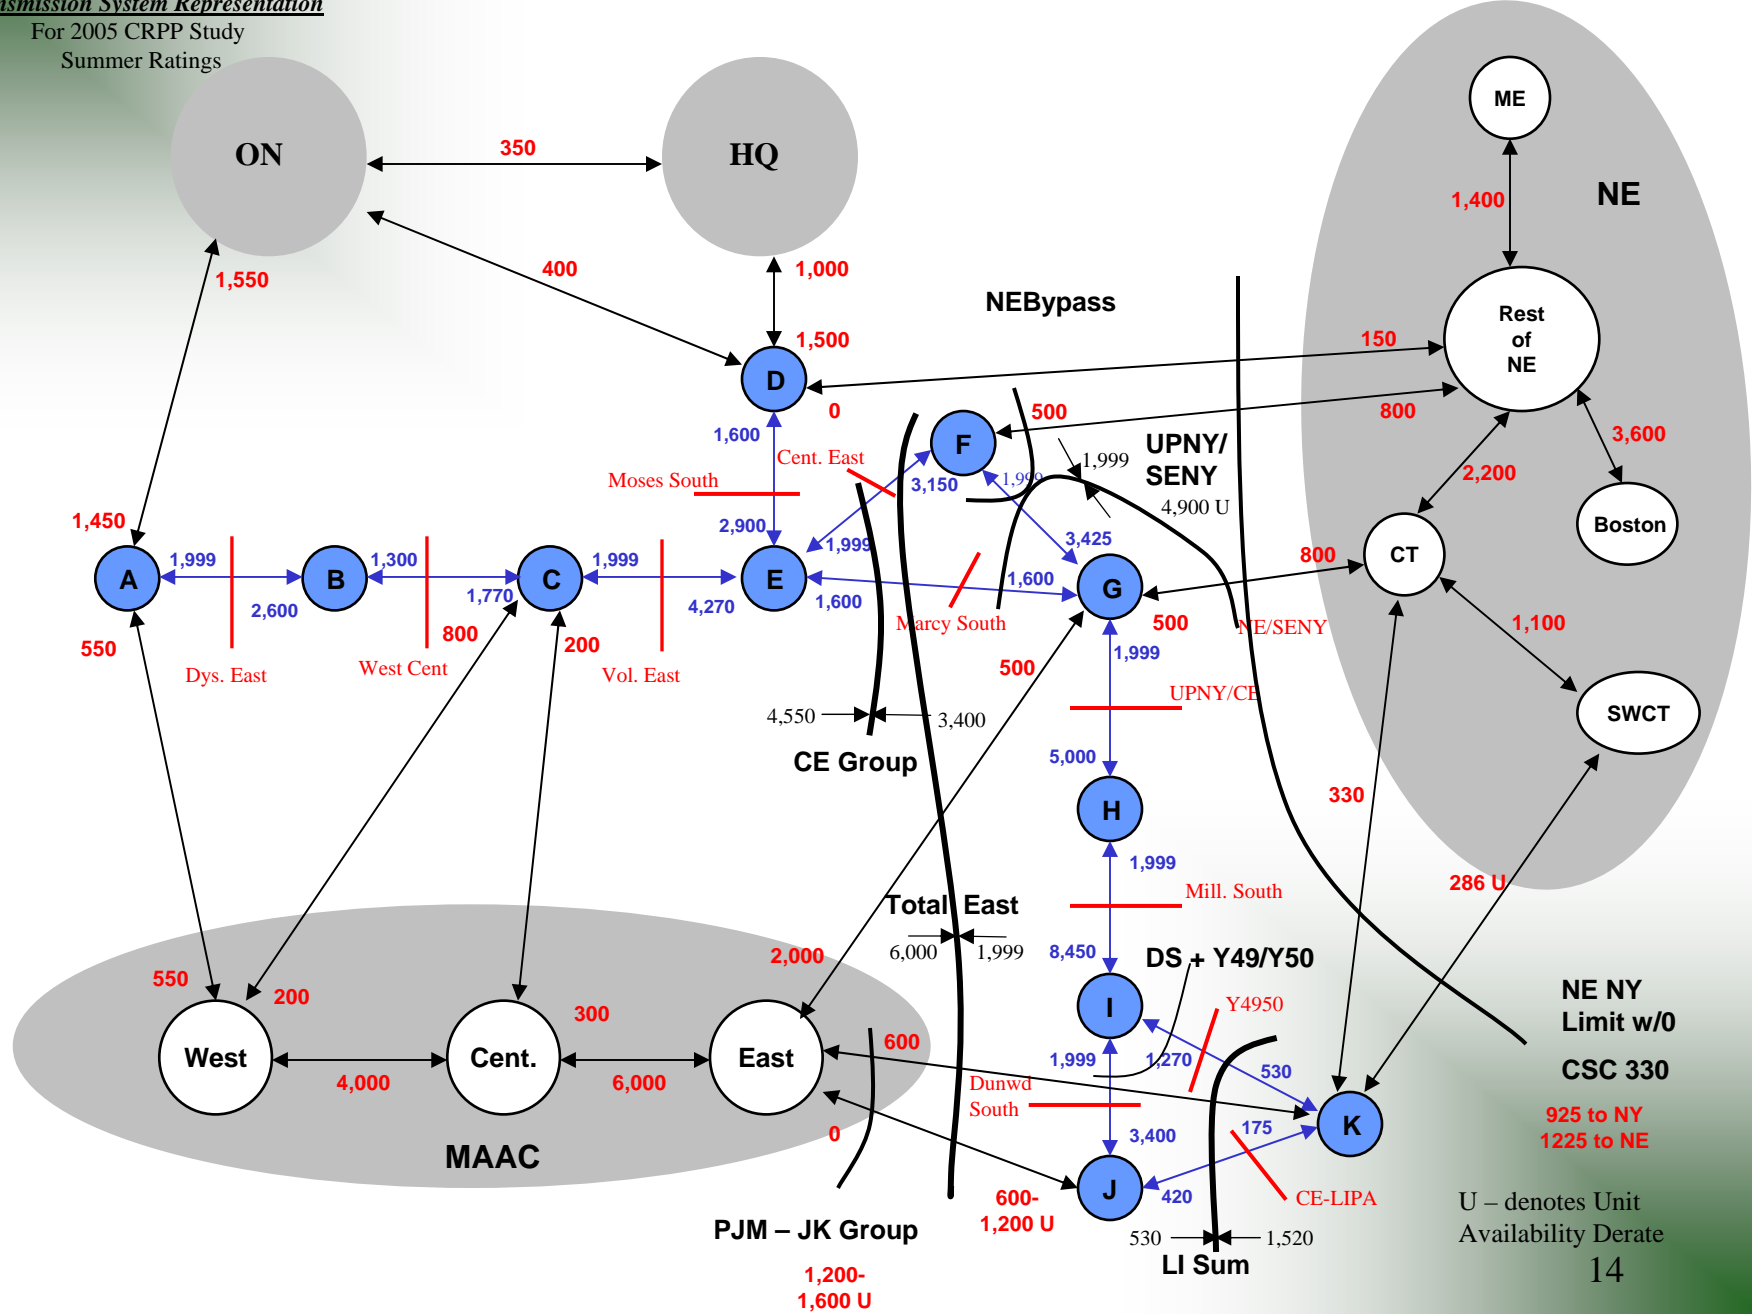 nsmission System Representation
For 2005 CRPP Study
Summer Ratings
ON
350
HQ
ME
NE
1,400
1,550
400
1,000
NEBypass
Rest
of
NE
150
1,500
D
0
500
800
3,600
1,600
F
UPNY/
SENY
4,900 U
Cent. East
1,999
2,200
Moses South
3,150
1,999
Boston
1,450
2,900
1,999
3,425
800
CT
A
1,999
B
1,300
C
1,999
E
1,600
G
2,600
1,770
4,270
1,600
500
550
800
200
Marcy South
NE/SENY
1,100
Dys. East
West Cent
Vol. East
500
1,999
UPNY/CE
SWCT
4,550
3,400
CE Group
5,000
330
H
1,999
286 U
Mill. South
Total East
6,000
1,999
8,450
DS + Y49/Y50
2,000
550
200
300
I
Y4950
NE NY
Limit w/0
CSC 330
West
Cent.
East
600
1,999
1,270
530
4,000
6,000
Dunwd
South
K
925 to NY
1225 to NE
0
3,400
175
MAAC
J
420
CE-LIPA
600-
1,200 U
U – denotes Unit
Availability Derate
PJM – JK Group
530
1,520
LI Sum
1,200-
1,600 U
14